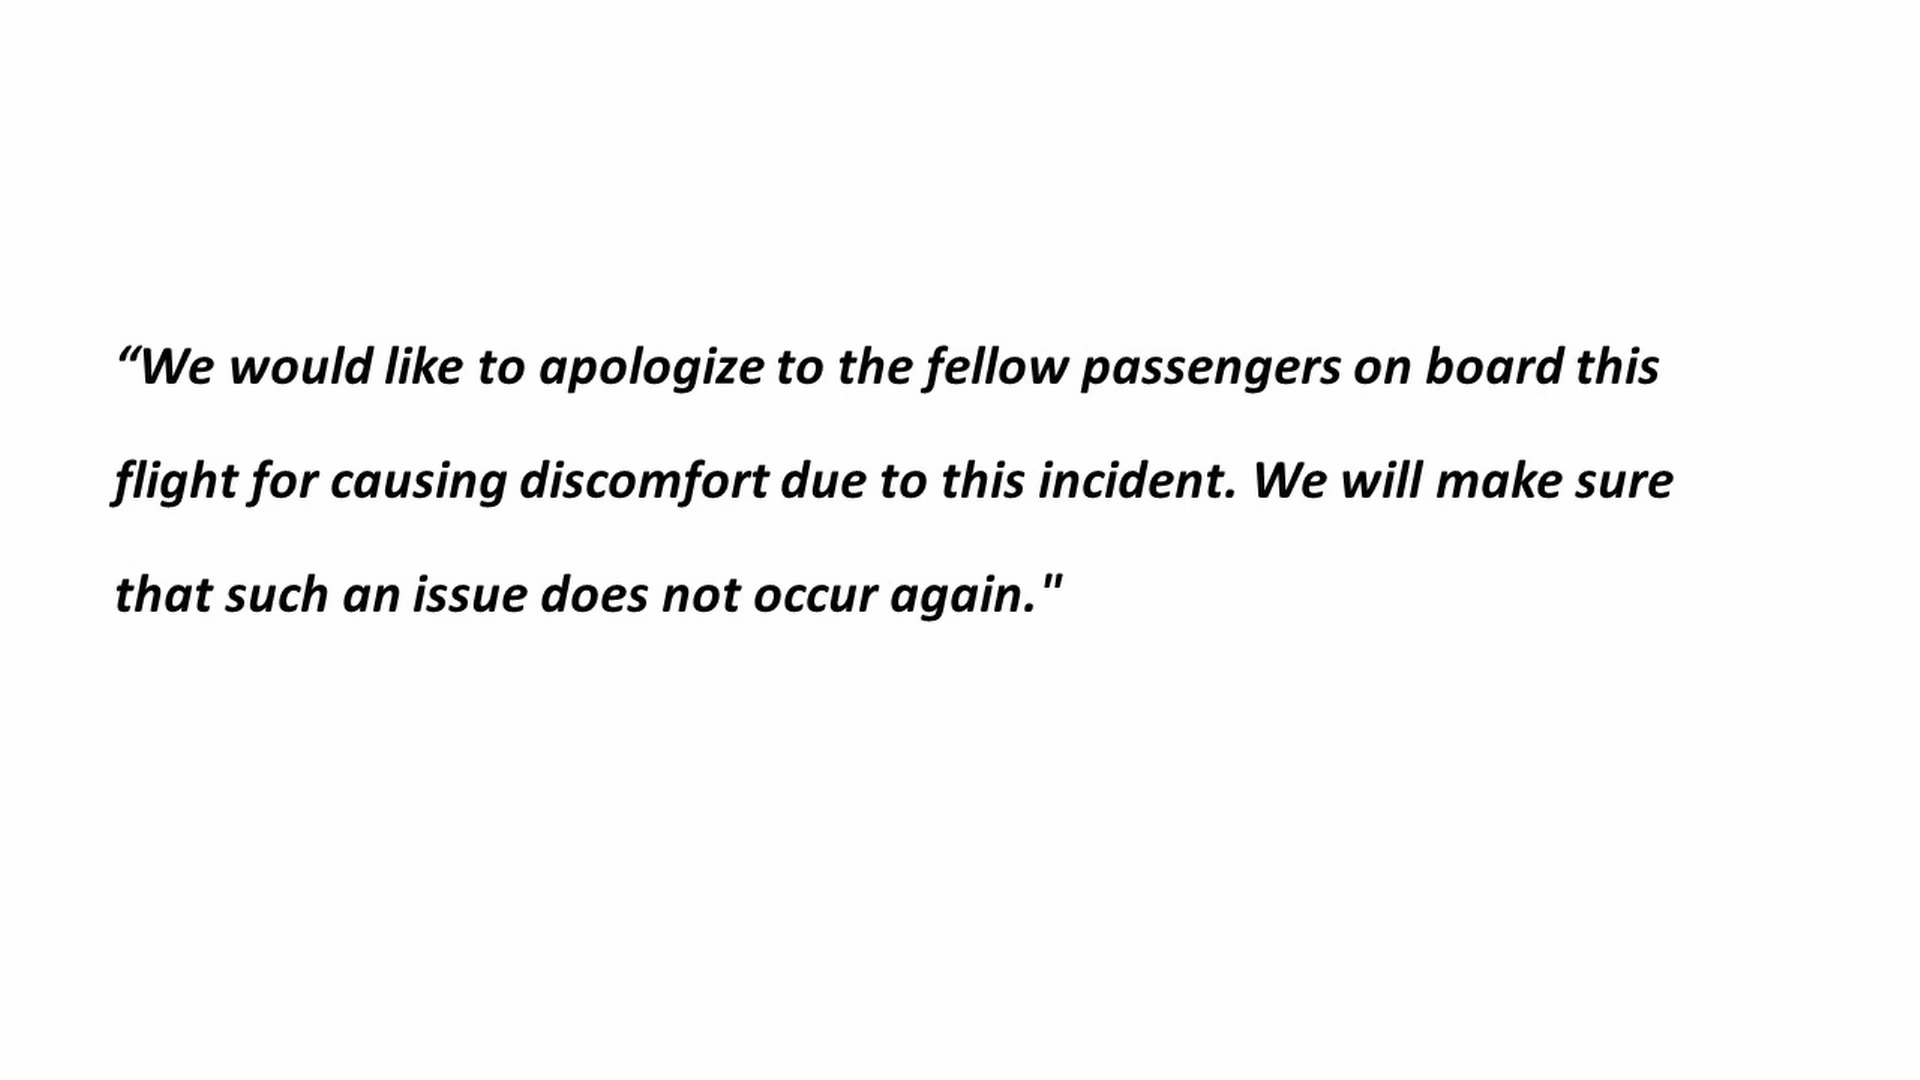 “We would like to apologize to the fellow passengers on board this
flight for causing discomfort due to this incident. We will make sure
that such an issue does not occur again."